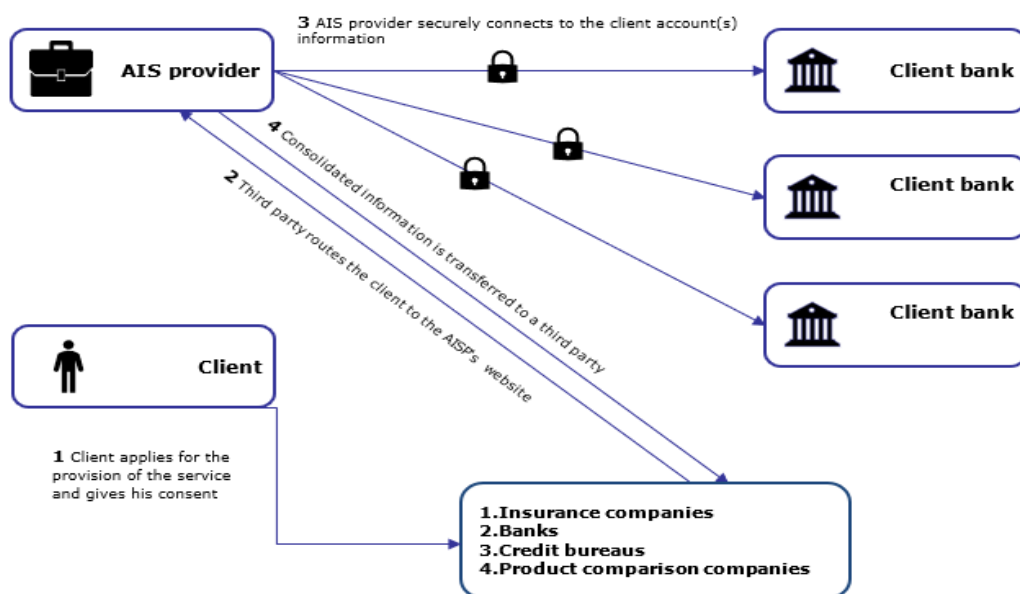 3 AIS provider securely connects to the client account(s)
information
AIS provider
Client bank
Client bank
Client bank
4 Consolidated information is transferred to a third party
2 Third party routes the client to the AISP's website
Client
1 Client applies for the
provision of the service
and gives his consent
1.Insurance companies
2.Banks
3.Credit bureaus
4.Product comparison companies